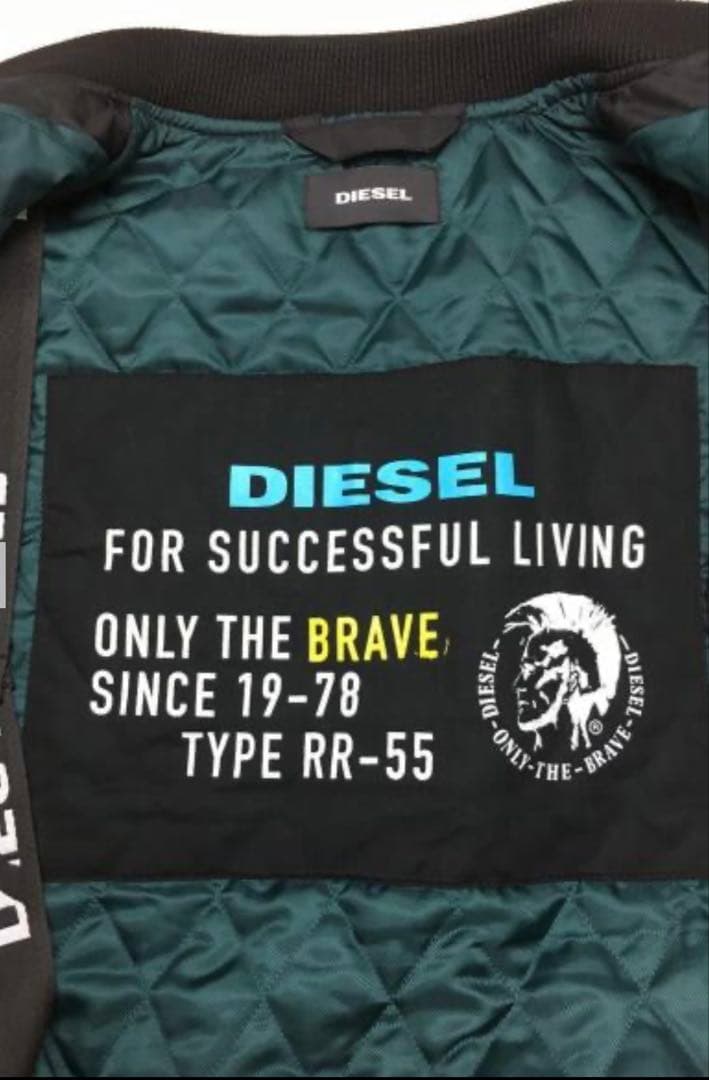 DIESEL
DIESEL
FOR SUCCESSFUL LIVING
ONLY THE BRAVE
SINCE 19-78
TYPE RR-55
DIESEL-ONLY-THE-BRAVE-DIESEL
®